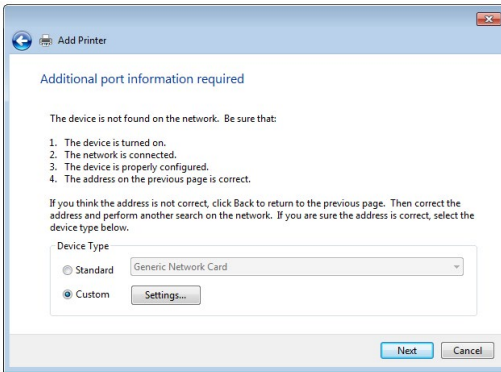 Add Printer
Additional port information required
The device is not found on the network. Be sure that:
1. The device is turned on.
2. The network is connected.
3. The device is properly configured.
4. The address on the previous page is correct.
If you think the address is not correct, click Back to return to the previous page. Then correct the
address and perform another search on the network. If you are sure the address is correct, select the
device type below.
Device Type
Standard
Generic Network Card
Custom
Settings...
Next
Cancel